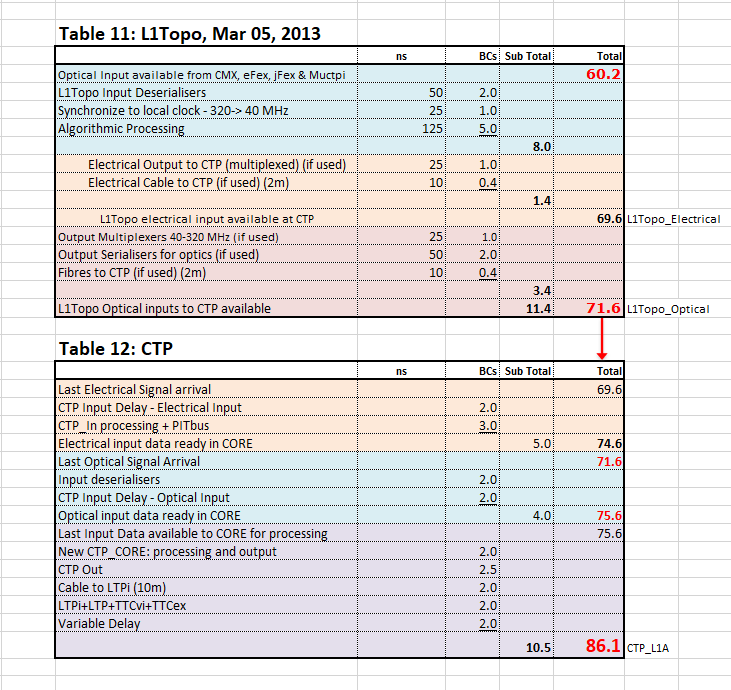 Table 11: L1Topo, Mar 05, 2013
ns BCs Sub Total Total
Optical Input available from CMX, eFex, jFex & Muctpi 60.2
L1Topo Input Deserialisers 50 2.0
Synchronize to local clock - 320-> 40 MHz 25 1.0
Algorithmic Processing 125 5.0
8.0
Electrical Output to CTP (multiplexed) (if used) 25 1.0
Electrical Cable to CTP (if used) (2m) 10 0.4
1.4
L1Topo electrical input available at CTP 69.6 L1Topo_Electrical
Output Multiplexers 40-320 MHz (if used) 25 1.0
Output Serialisers for optics (if used) 50 2.0
Fibres to CTP (if used) (2m) 10 0.4
3.4
L1Topo Optical inputs to CTP available 11.4 71.6 L1Topo_Optical
Table 12: CTP
ns BCs Sub Total Total
Last Electrical Signal arrival 69.6
CTP Input Delay - Electrical Input 2.0
CTP_In processing + PITbus 3.0
Electrical input data ready in CORE 5.0 74.6
Last Optical Signal Arrival 71.6
Input deserialisers 2.0
CTP Input Delay - Optical Input 2.0
Optical input data ready in CORE 4.0 75.6
Last Input Data available to CORE for processing 75.6
New CTP_CORE: processing and output 2.0
CTP Out 2.5
Cable to LTPi (10m) 2.0
LTPi+LTP+TTCvi+TTCex 2.0
Variable Delay 2.0
10.5 86.1 CTP_L1A